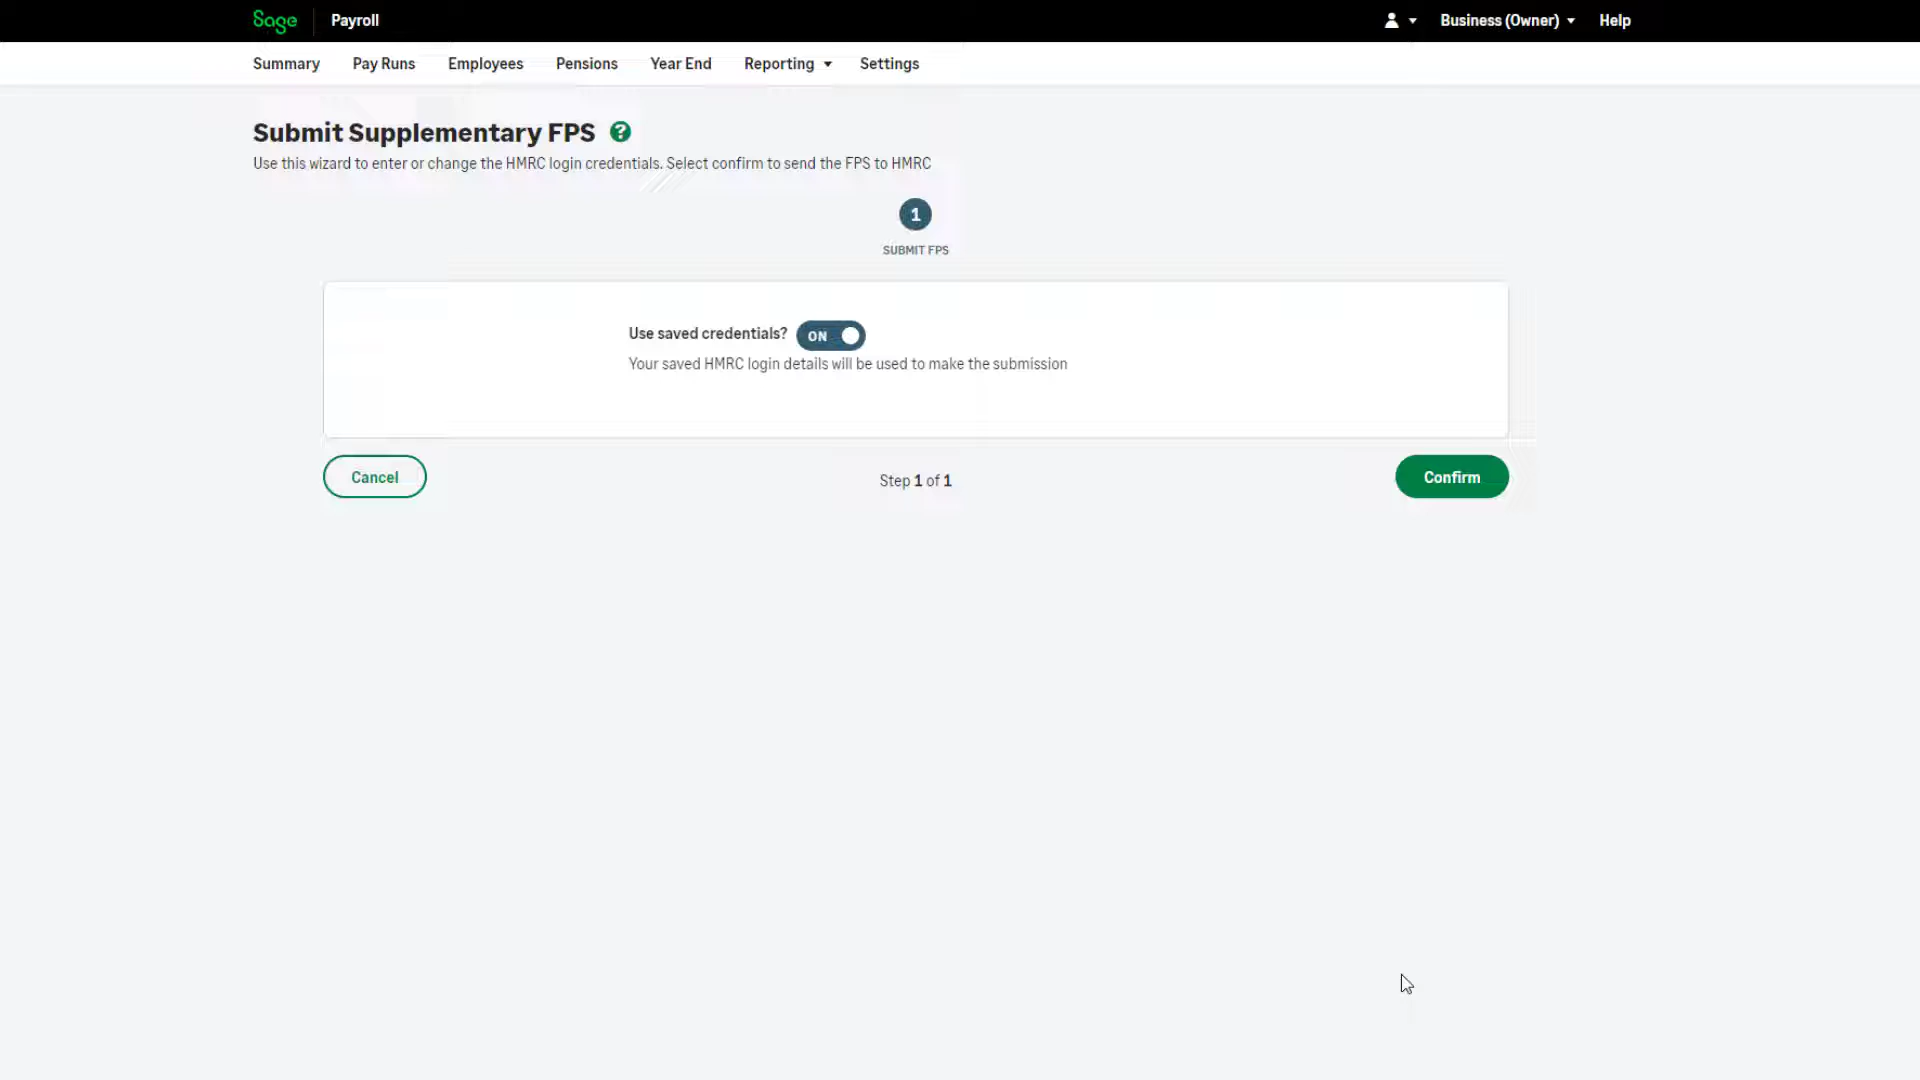 Sage Payroll Business (Owner) Help
Summary Pay Runs Employees Pensions Year End Reporting Settings
Submit Supplementary FPS ?
Use this wizard to enter or change the HMRC login credentials. Select confirm to send the FPS to HMRC
1
SUBMIT FPS
Use saved credentials? ON
Your saved HMRC login details will be used to make the submission
Cancel Step 1 of 1 Confirm